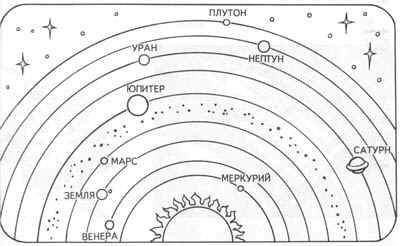 ПЛУТОН
УРАН
НЕПТУН
ЮПИТЕР
САТУРН
МАРС
МЕРКУРИЙ
ЗЕМЛЯ
ВЕНЕРА